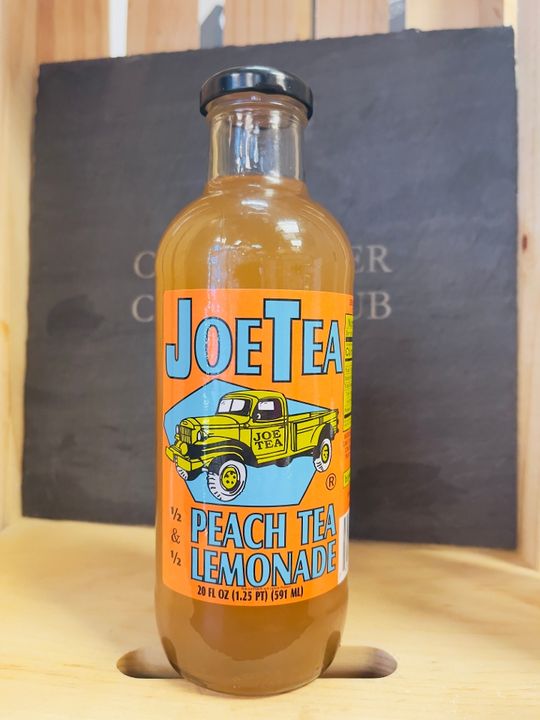 JOE TEA
JOE
TEA
®
½
&
½
PEACH TEA
LEMONADE
20 FL OZ (1.25 PT) (591 ML)